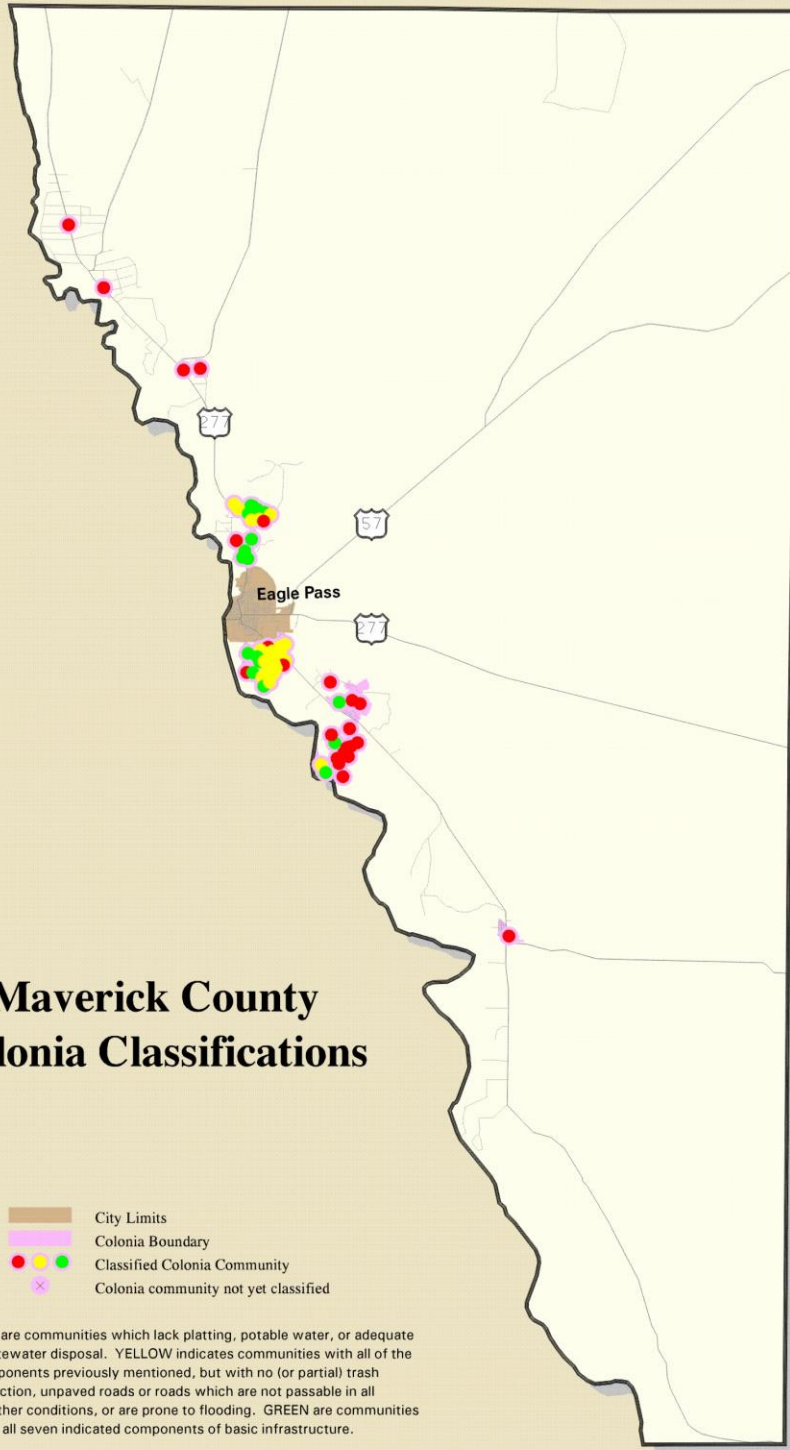 277
57
Eagle Pass
277
Maverick County
lonia Classifications
City Limits
Colonia Boundary
Classified Colonia Community
Colonia community not yet classified
are communities which lack platting, potable water, or adequate
tewater disposal. YELLOW indicates communities with all of the
ponents previously mentioned, but with no (or partial) trash
ction, unpaved roads or roads which are not passable in all
ther conditions, or are prone to flooding. GREEN are communities
all seven indicated components of basic infrastructure.